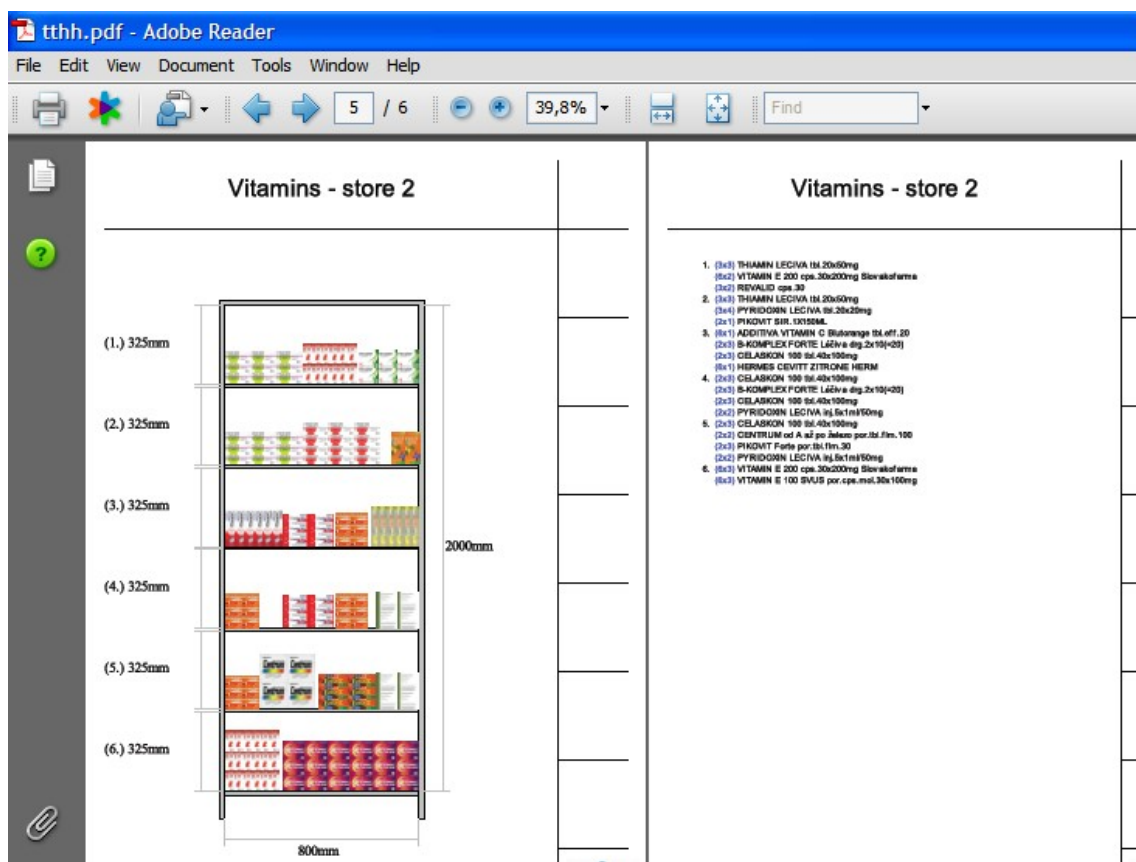 tthh.pdf - Adobe Reader
File Edit View Document Tools Window Help
5 / 6 39,8% Find
Vitamins - store 2
(1.) 325mm
(2.) 325mm
(3.) 325mm
(4.) 325mm
(5.) 325mm
(6.) 325mm
2000mm
800mm
Centrum Centrum
Centrum Centrum
Vitamins - store 2
1. (3x3) THIAMIN LECIVA tbl.20x50mg
(6x2) VITAMIN E 200 cps.30x200mg Slovakofarma
(3x2) REVALID cps.30
2. (3x3) THIAMIN LECIVA tbl.20x50mg
(3x4) PYRIDOXIN LECIVA tbl.20x20mg
(2x1) PIKOVIT SIR.1X150ML
3. (6x1) ADDITIVA VITAMIN C Blutorange tbl.eff.20
(2x3) B-KOMPLEX FORTE Léčiva drg.2x10(=20)
(2x3) CELASKON 100 tbl.40x100mg
(6x1) HERMES CEVITT ZITRONE HERM
4. (2x3) CELASKON 100 tbl.40x100mg
(2x3) B-KOMPLEX FORTE Léčiva drg.2x10(=20)
(2x3) CELASKON 100 tbl.40x100mg
(2x2) PYRIDOXIN LECIVA inj.5x1ml/50mg
5. (2x3) CELASKON 100 tbl.40x100mg
(2x2) CENTRUM od A až po železo por.tbl.flm.100
(2x3) PIKOVIT Forte por.tbl.flm.30
(2x2) PYRIDOXIN LECIVA inj.5x1ml/50mg
6. (6x3) VITAMIN E 200 cps.30x200mg Slovakofarma
(6x3) VITAMIN E 100 SVUS por.cps.mol.30x100mg